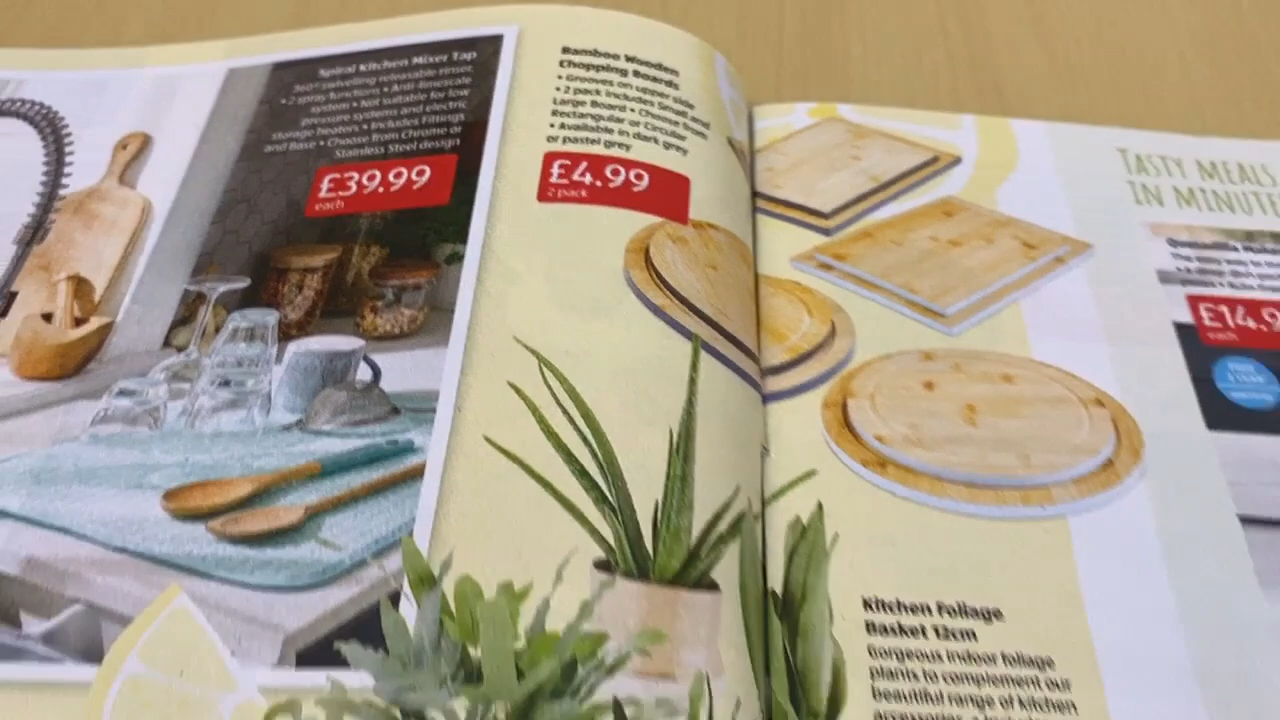 Spiral Kitchen Mixer Tap
360° swivelling releasable rinser,
• 2 spray functions • Anti-limescale
system • Not suitable for low
pressure systems and electric
storage heaters • Includes Fittings
and Base • Choose from Chrome or
Stainless Steel design
£39.99
each
Bamboo Wooden
Chopping Boards
• Grooves on upper side
• 2 pack includes Small and
Large Board • Choose from
Rectangular or Circular
• Available in dark grey
or pastel grey
£4.99
2 pack
TASTY MEALS
IN MINUTE
£14.9
each
Kitchen Foliage
Basket 12cm
Gorgeous indoor foliage
plants to complement our
beautiful range of kitchen
accessories